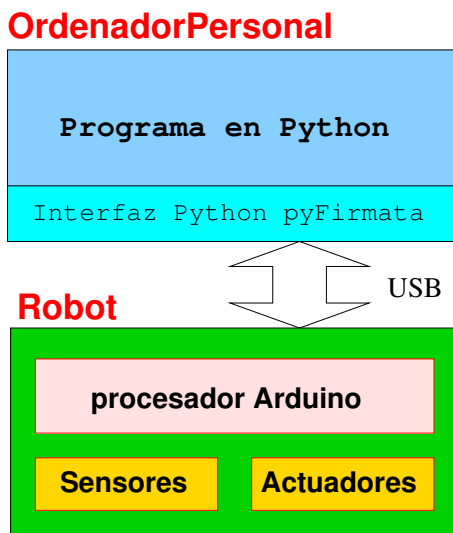 OrdenadorPersonal
Programa en Python
Interfaz Python pyFirmata
USB
Robot
procesador Arduino
Sensores
Actuadores